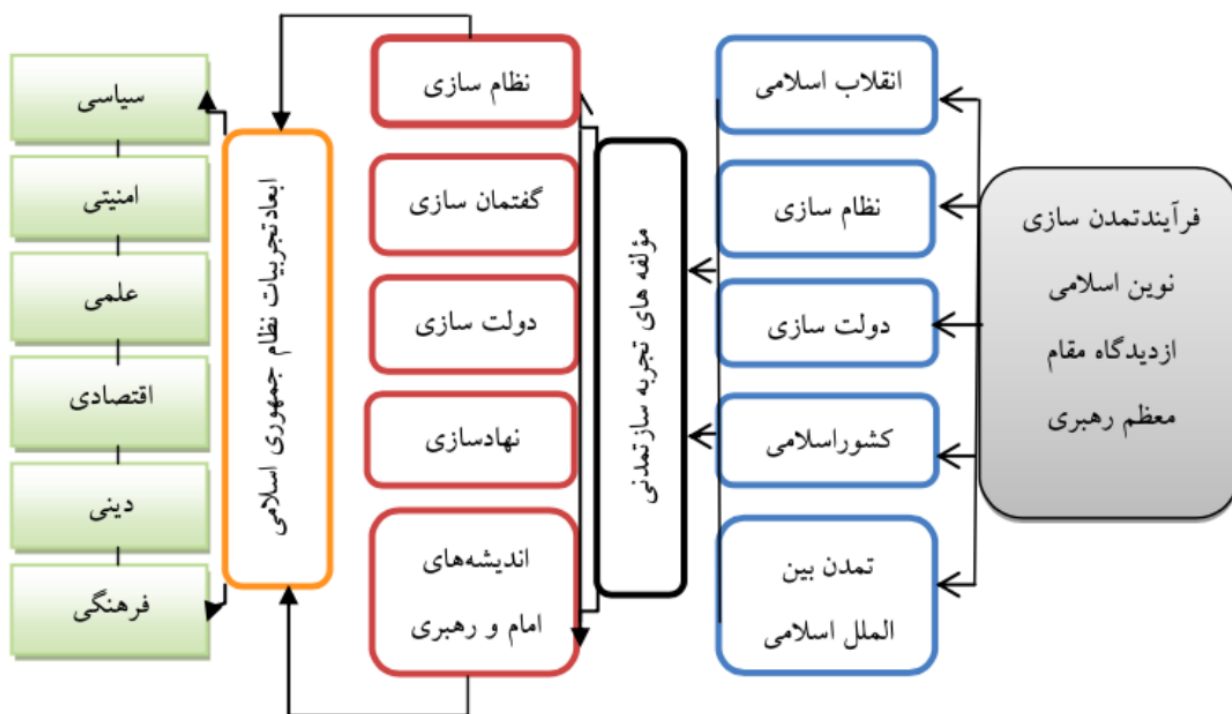 فرآیندتمدن سازی
نوین اسلامی
ازدیدگاه مقام
معظم رهبری
انقلاب اسلامی
نظام سازی
دولت سازی
کشوراسلامی
تمدن بین
الملل اسلامی
مؤلفه های تجربه سازتمدنی
نظام سازی
گفتمان سازی
دولت سازی
نهادسازی
اندیشه‌های
امام و رهبری
ابعادتجربیات نظام جمهوری اسلامی
سیاسی
امنیتی
علمی
اقتصادی
دینی
فرهنگی